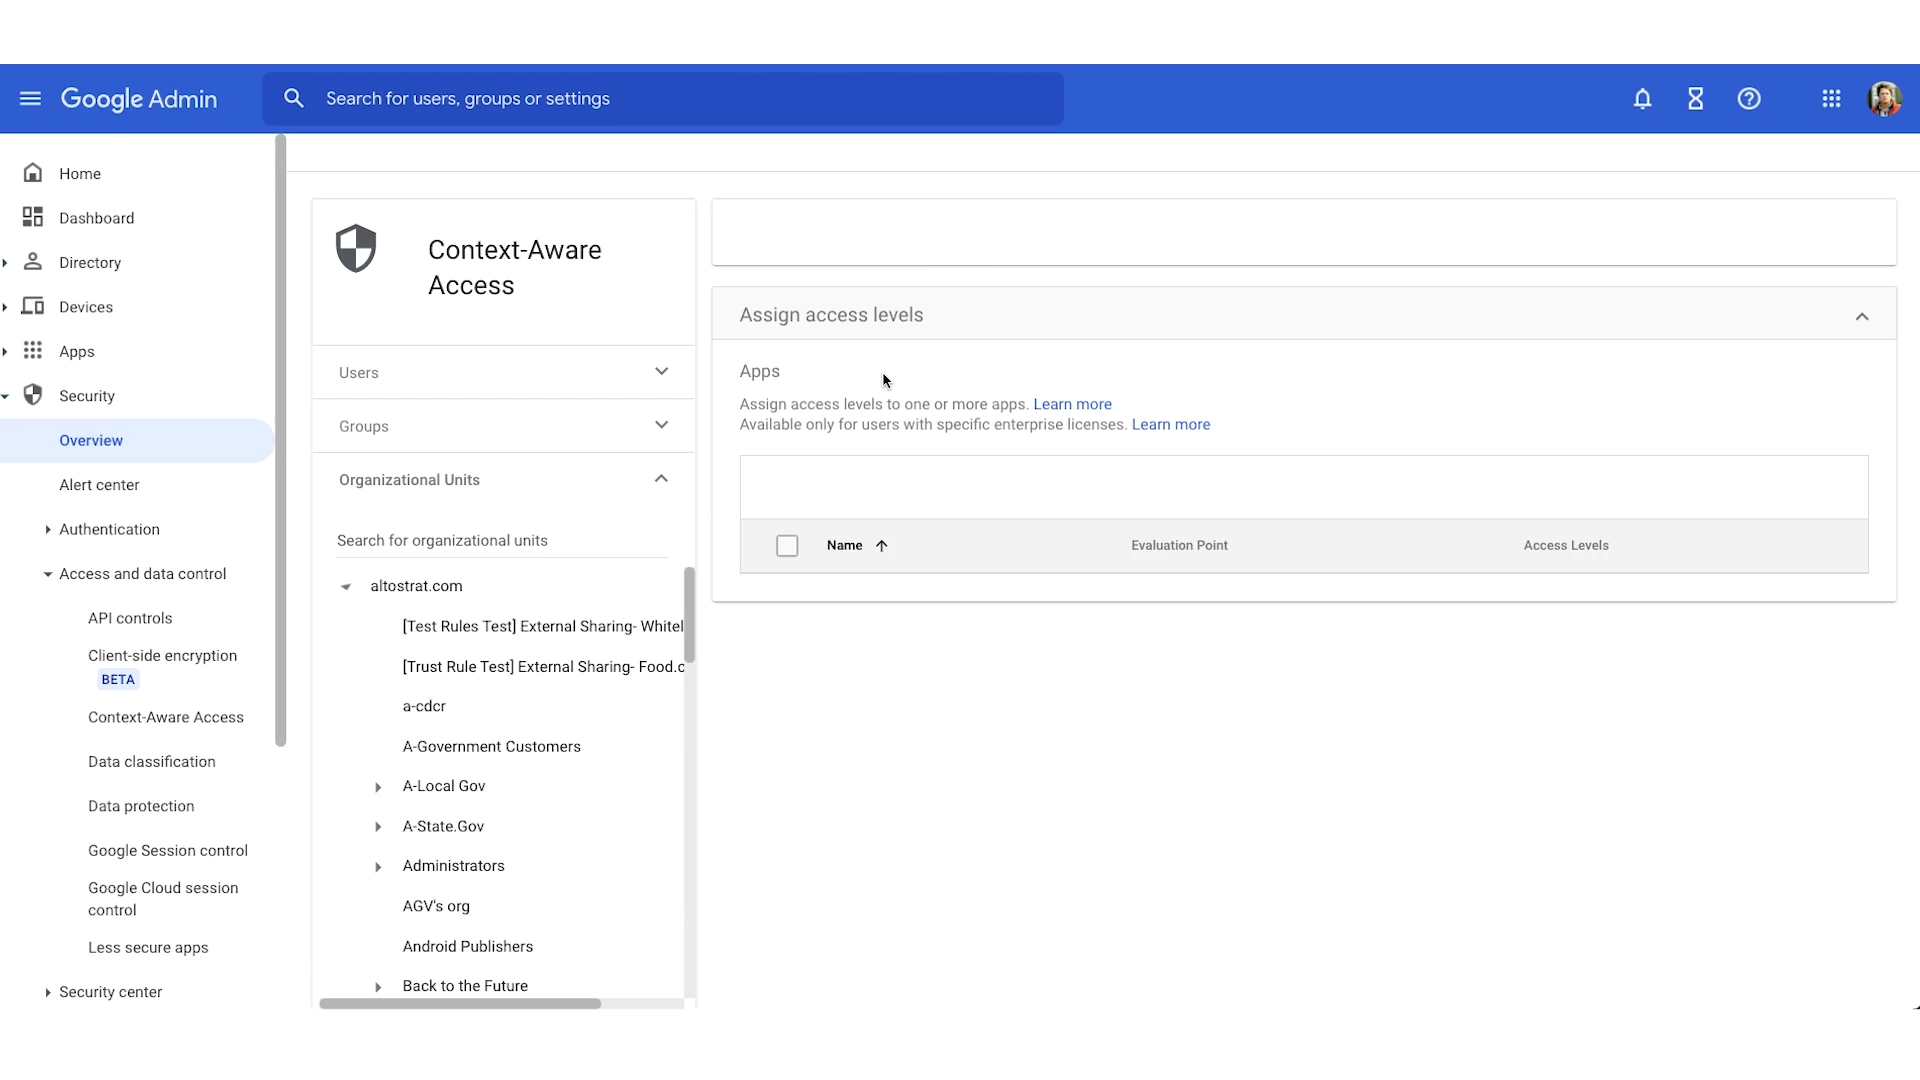 Google Admin
Search for users, groups or settings
Home
Dashboard
Directory
Devices
Apps
Security
Overview
Alert center
Authentication
Access and data control
API controls
Client-side encryption
BETA
Context-Aware Access
Data classification
Data protection
Google Session control
Google Cloud session
control
Less secure apps
Security center
Context-Aware
Access
Users
Groups
Organizational Units
Search for organizational units
altostrat.com
[Test Rules Test] External Sharing- Whitel
[Trust Rule Test] External Sharing- Food.c
a-cdcr
A-Government Customers
A-Local Gov
A-State.Gov
Administrators
AGV's org
Android Publishers
Back to the Future
Assign access levels
Apps
Assign access levels to one or more apps. Learn more
Available only for users with specific enterprise licenses. Learn more
Name Evaluation Point Access Levels